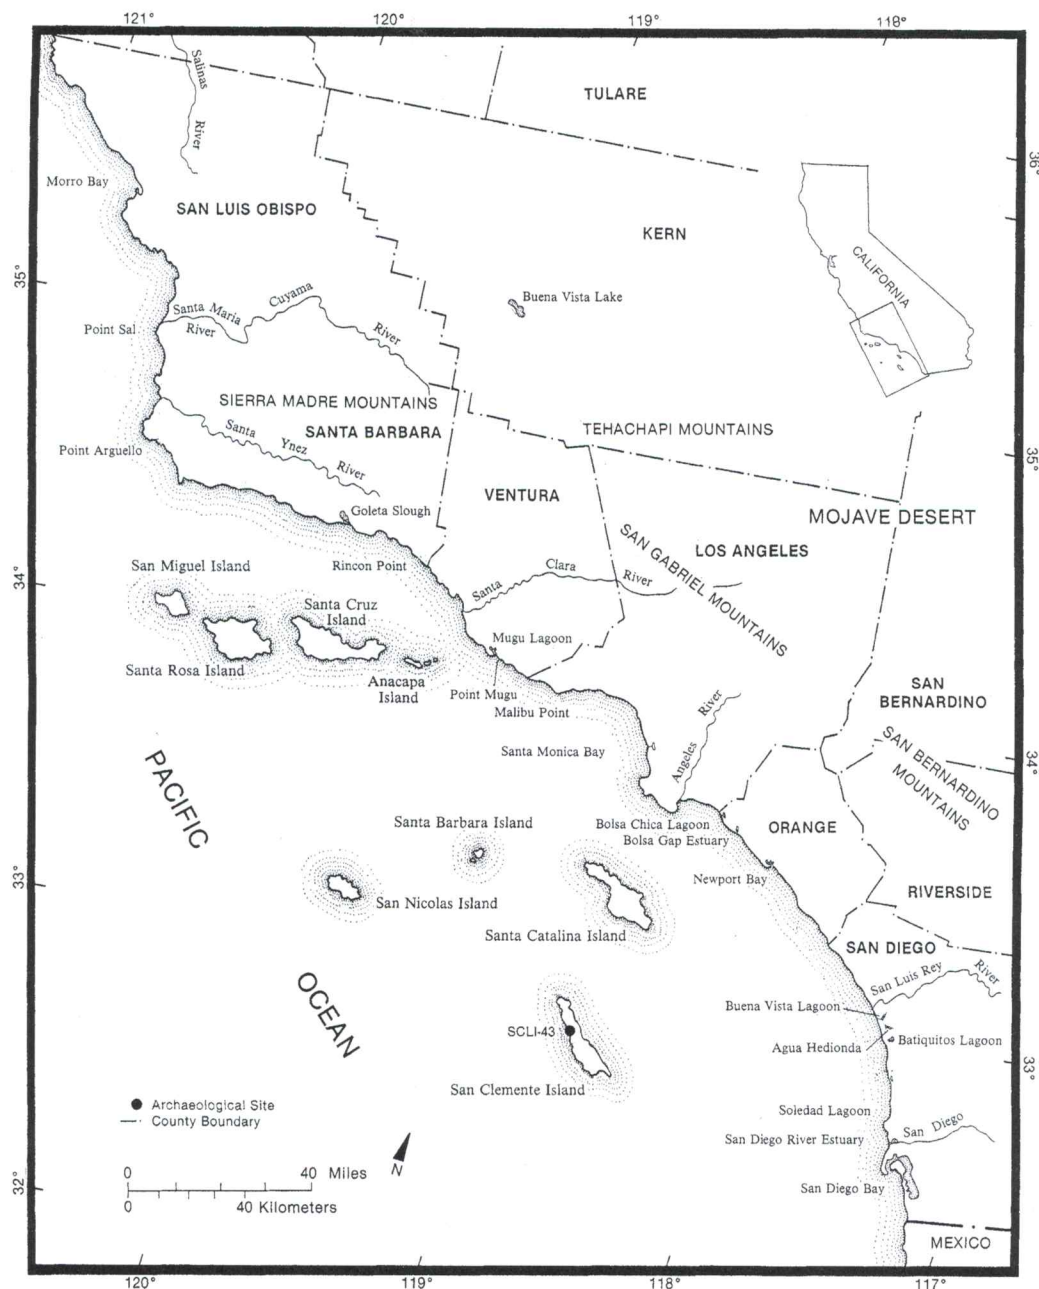 121°
120°
119°
118°
TULARE
Salinas
River
36°
Morro Bay
SAN LUIS OBISPO
KERN
CALIFORNIA
35°
Buena Vista Lake
Santa Maria
River
Cuyama
River
Point Sal
SIERRA MADRE MOUNTAINS
SANTA BARBARA
TEHACHAPI MOUNTAINS
Santa
Ynez
River
Point Arguello
35°
VENTURA
Goleta Slough
MOJAVE DESERT
LOS ANGELES
SAN GABRIEL MOUNTAINS
Rincon Point
Santa
Clara
River
34°
San Miguel Island
Santa Cruz
Island
Mugu Lagoon
Santa Rosa Island
Anacapa
Island
Point Mugu
Malibu Point
SAN
BERNARDINO
Angeles
River
Santa Monica Bay
SAN BERNARDINO
MOUNTAINS
34°
PACIFIC
Santa Barbara Island
Bolsa Chica Lagoon
Bolsa Gap Estuary
ORANGE
Newport Bay
33°
San Nicolas Island
RIVERSIDE
Santa Catalina Island
SAN DIEGO
San Luis Rey
River
OCEAN
Buena Vista Lagoon
SCLI-43
Agua Hedionda
Batiquitos Lagoon
33°
San Clemente Island
Archaeological Site
County Boundary
Soledad Lagoon
San Diego
San Diego River Estuary
N
0 40 Miles
0 40 Kilometers
32°
San Diego Bay
MEXICO
120°
119°
118°
117°